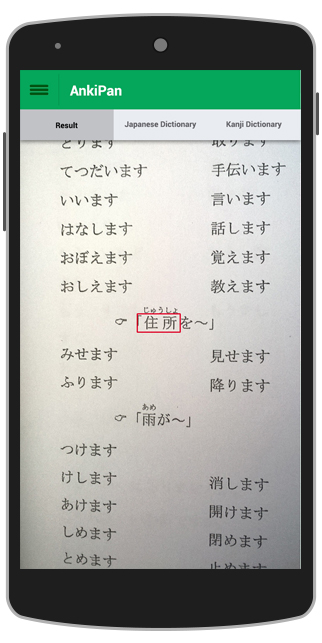 AnkiPan
Result Japanese Dictionary Kanji Dictionary
とります 取ります
てつだいます 手伝います
いいます 言います
はなします 話します
おぼえます 覚えます
おしえます 教えます
じゅうしょ
☞「住所を～」
みせます 見せます
ふります 降ります
あめ
☞「雨が～」
つけます
けします 消します
あけます 開けます
しめます 閉めます
とめます 止めます